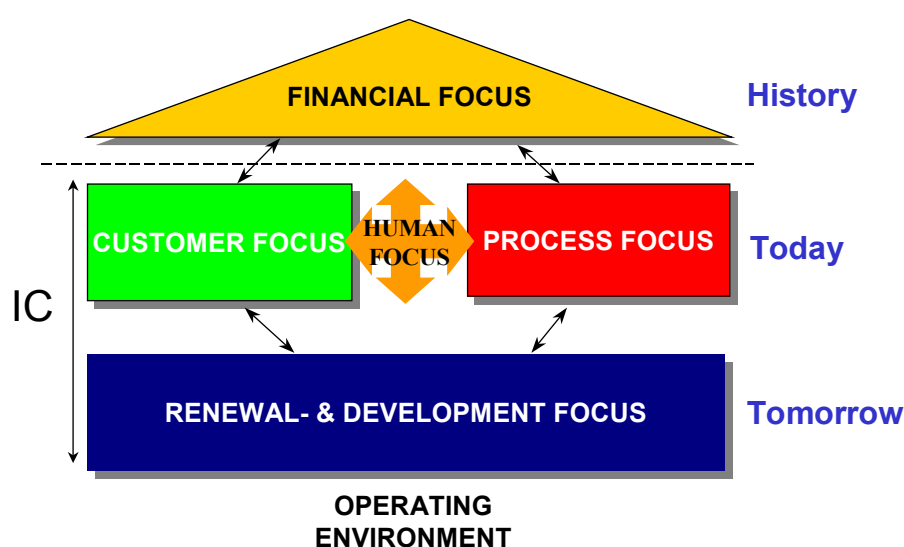 FINANCIAL FOCUS
History
CUSTOMER FOCUS
HUMAN
FOCUS
PROCESS FOCUS
Today
IC
RENEWAL- & DEVELOPMENT FOCUS
Tomorrow
OPERATING
ENVIRONMENT